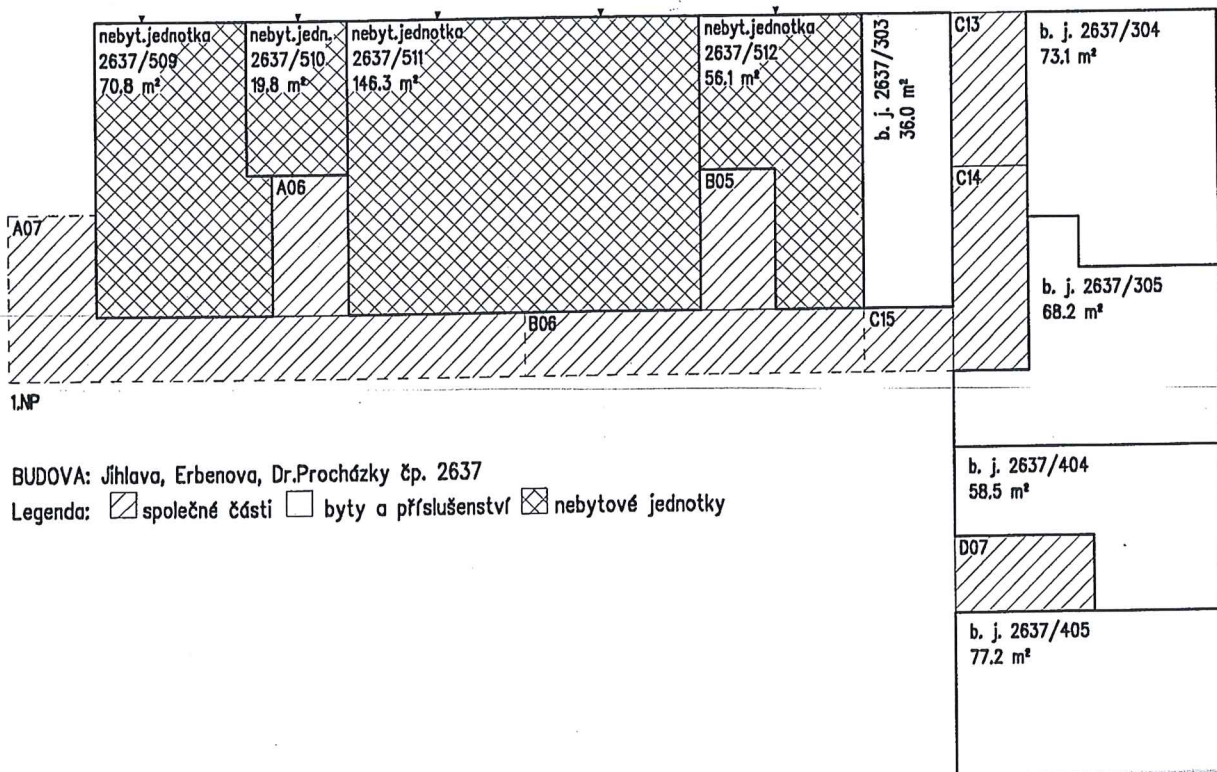 nebyt.jednotka
2637/509
70,8 m²
nebyt.jedn.
2637/510
19,8 m²
nebyt.jednotka
2637/511
146.3 m²
nebyt.jednotka
2637/512
56,1 m²
b. j. 2637/303
36.0 m²
C13
b. j. 2637/304
73.1 m²
A06
B05
C14
A07
b. j. 2637/305
68.2 m²
B06
C15
1.NP
b. j. 2637/404
58.5 m²
D07
b. j. 2637/405
77.2 m²
BUDOVA: Jihlava, Erbenova, Dr.Procházky čp. 2637
Legenda: společné části byty a příslušenství nebytové jednotky